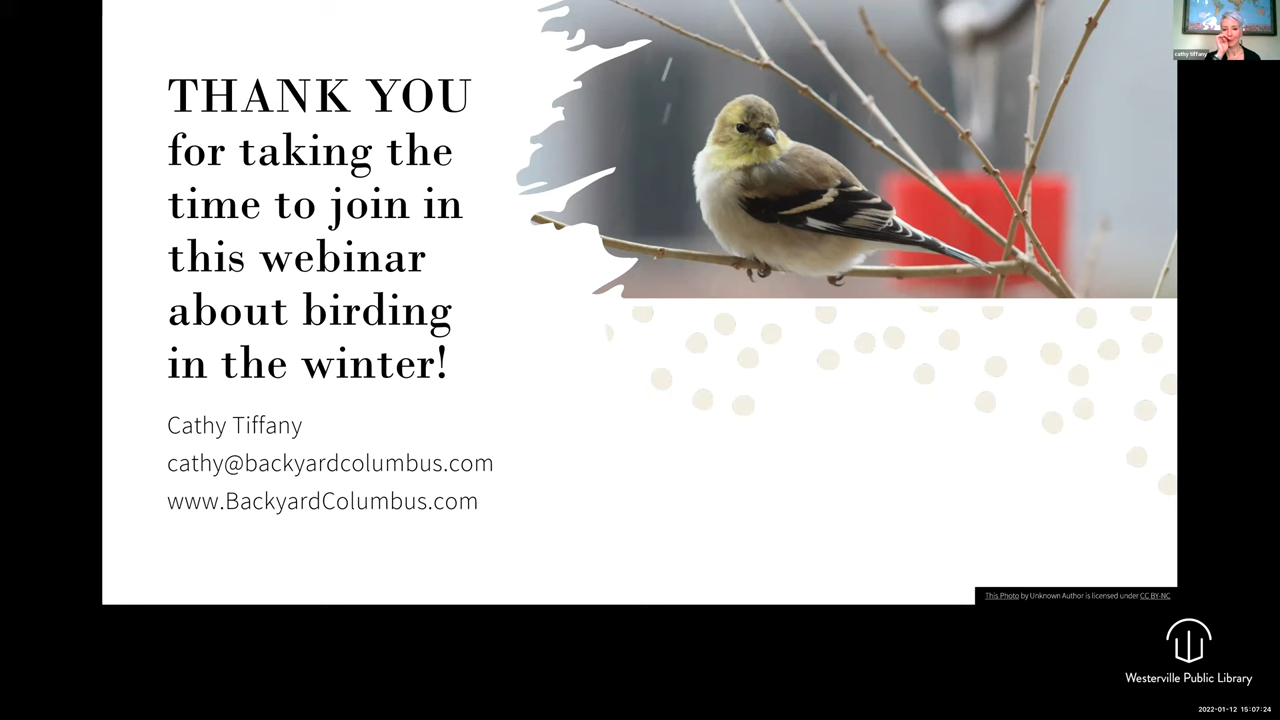 cathy tiffany
THANK YOU
for taking the
time to join in
this webinar
about birding
in the winter!
Cathy Tiffany
cathy@backyardcolumbus.com
www.BackyardColumbus.com
This Photo by Unknown Author is licensed under CC BY-NC
Westerville Public Library
2022-01-12 15:07:24